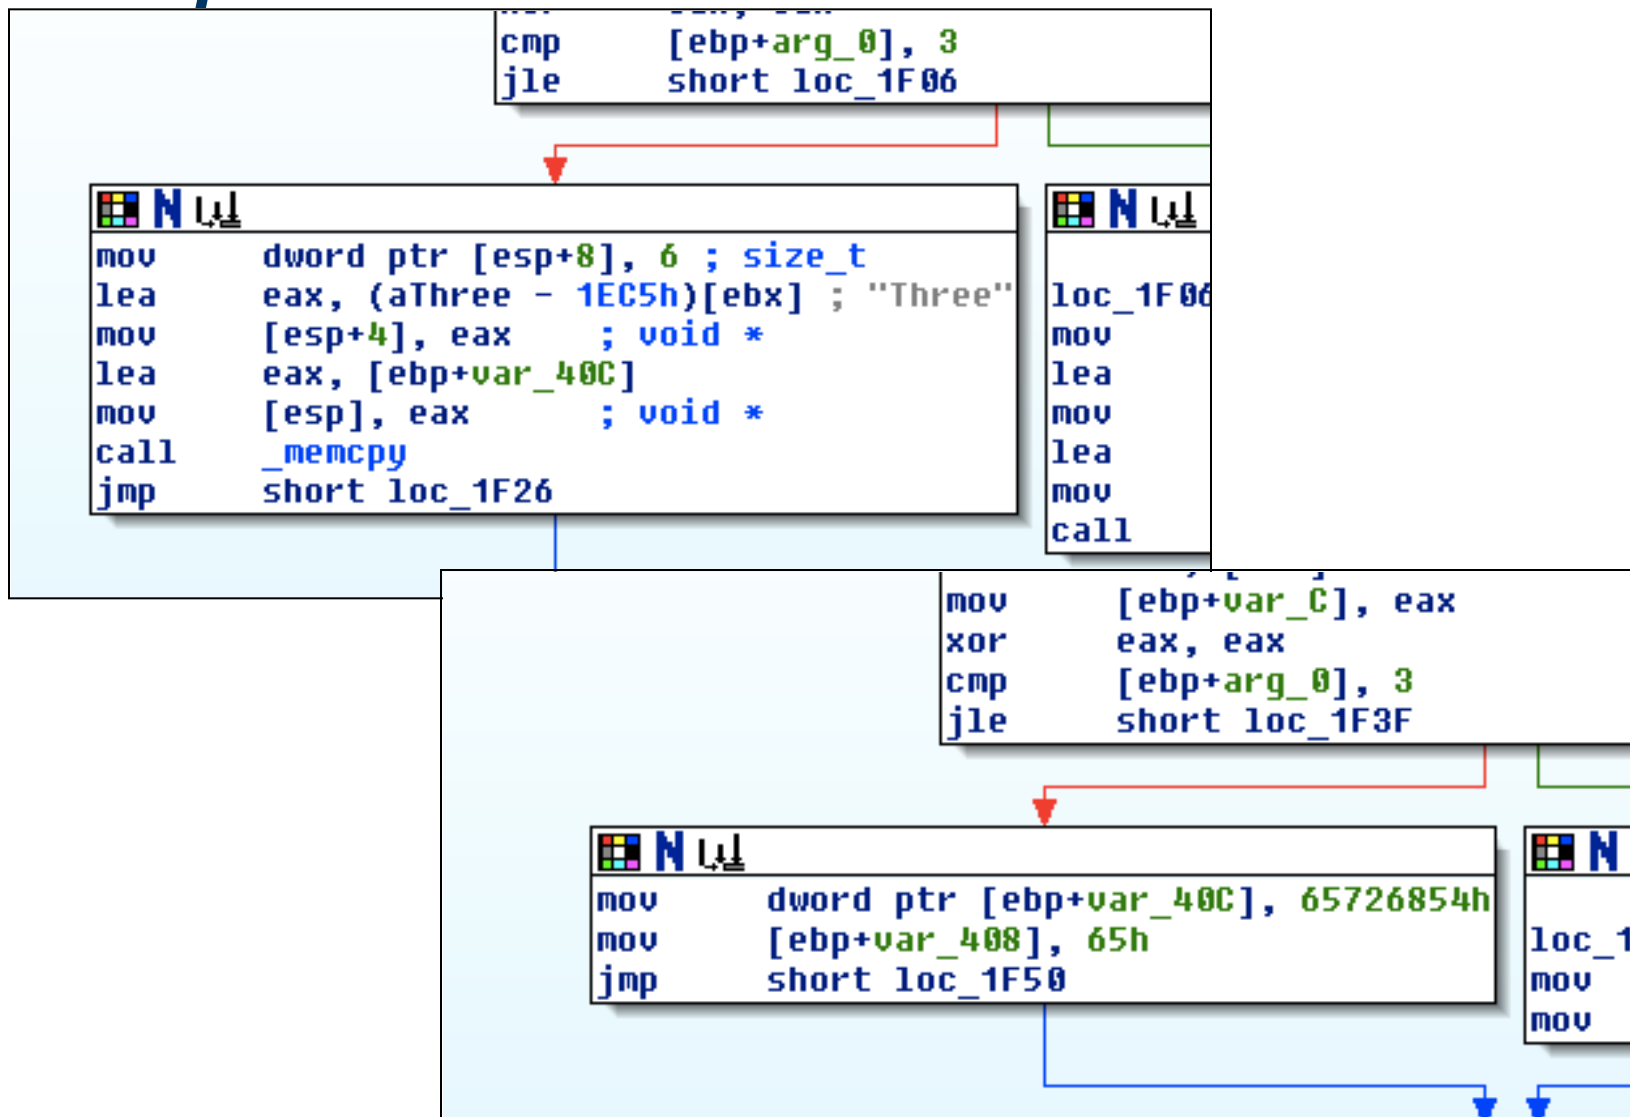 cmp [ebp+arg_0], 3
jle short loc_1F06
mov dword ptr [esp+8], 6 ; size_t
lea eax, (aThree - 1EC5h)[ebx] ; "Three"
mov [esp+4], eax ; void *
lea eax, [ebp+var_40C]
mov [esp], eax ; void *
call _memcpy
jmp short loc_1F26
loc_1F06
mov
lea
mov
lea
mov
call
mov [ebp+var_C], eax
xor eax, eax
cmp [ebp+arg_0], 3
jle short loc_1F3F
mov dword ptr [ebp+var_40C], 65726854h
mov [ebp+var_408], 65h
jmp short loc_1F50
loc_1
mov
mov